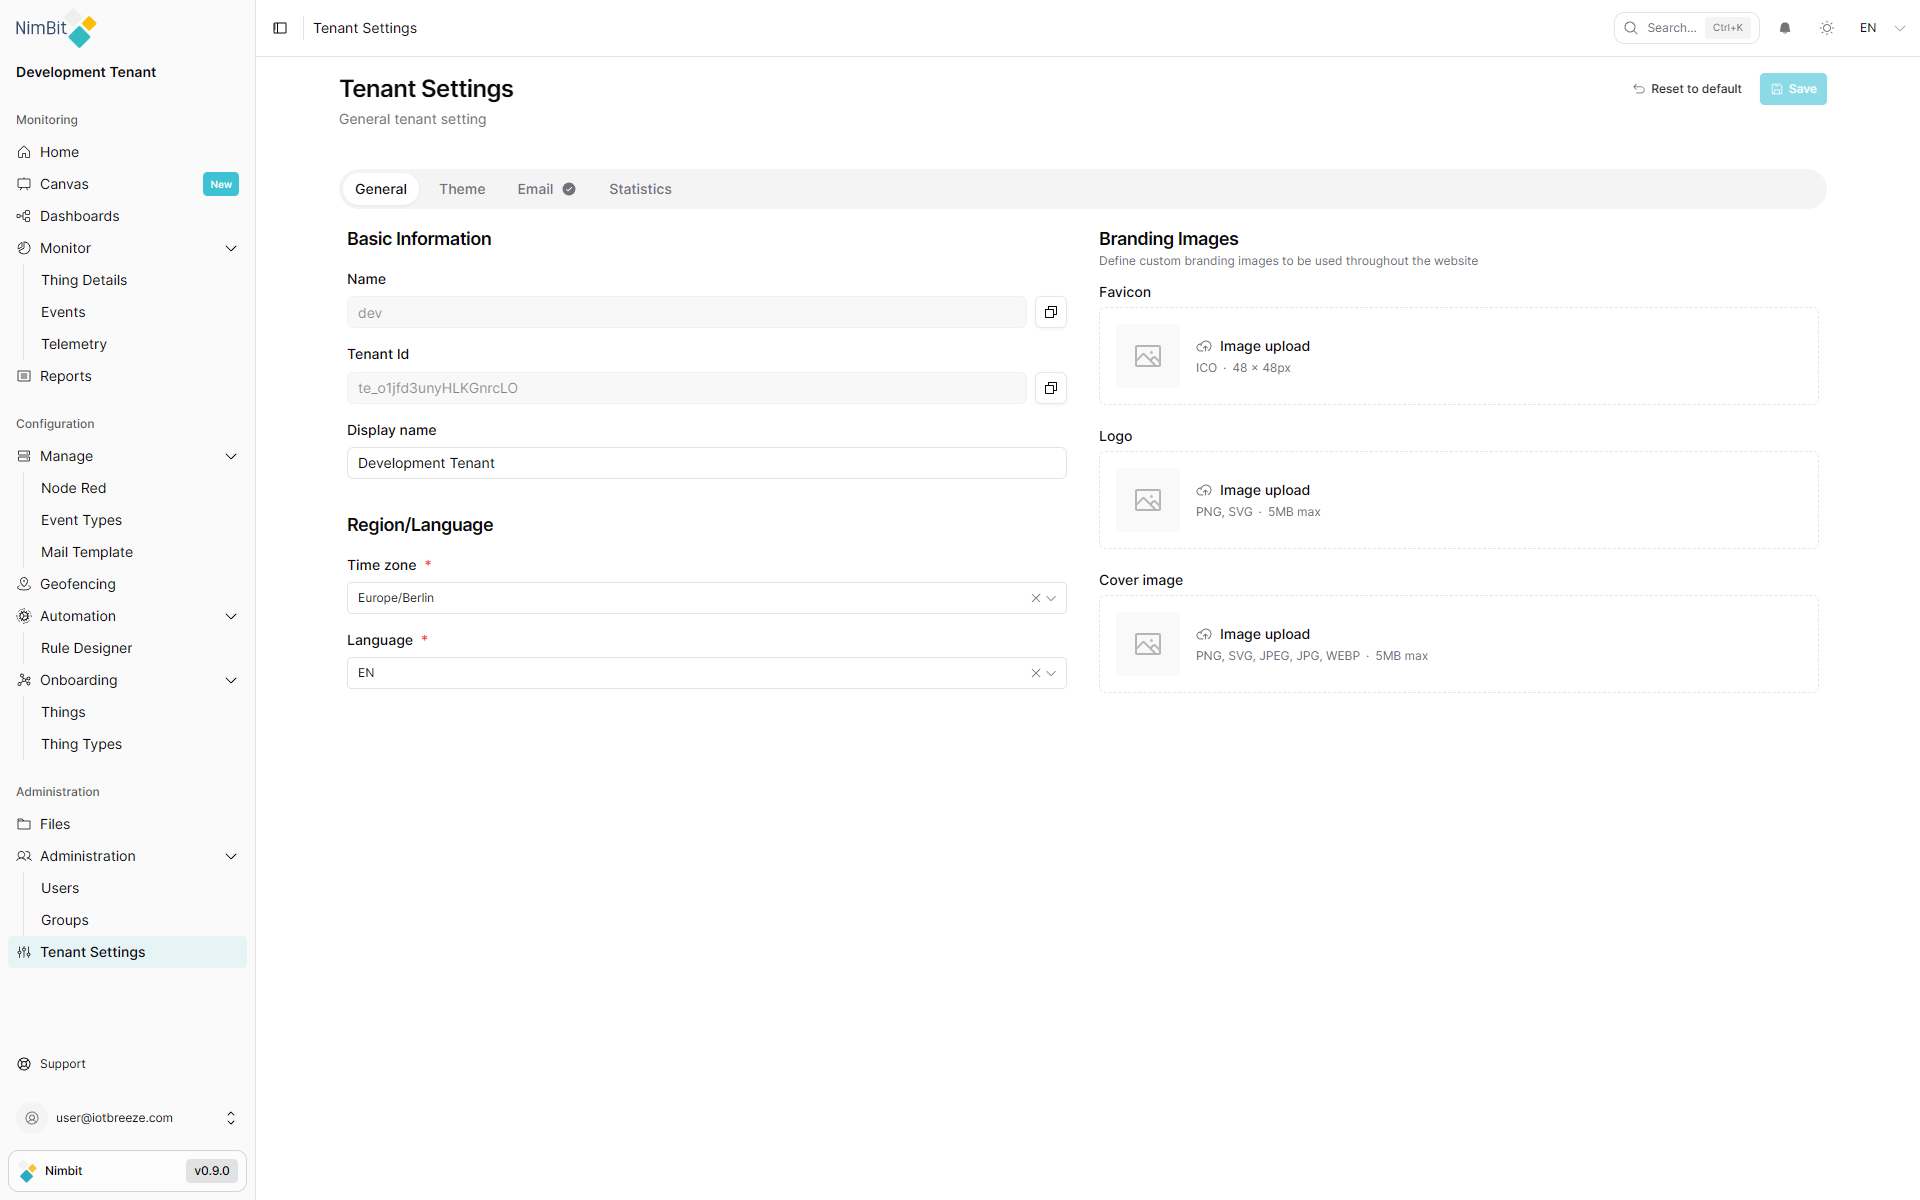 NimBit
Development Tenant
Monitoring
Home
Canvas
New
Dashboards
Monitor
Thing Details
Events
Telemetry
Reports
Configuration
Manage
Node Red
Event Types
Mail Template
Geofencing
Automation
Rule Designer
Onboarding
Things
Thing Types
Administration
Files
Administration
Users
Groups
Tenant Settings
Support
user@iotbreeze.com
Nimbit
v0.9.0
Tenant Settings
Search...
Ctrl+K
EN
Tenant Settings
General tenant setting
Reset to default
Save
General
Theme
Email
Statistics
Basic Information
Name
dev
Tenant Id
te_o1jfd3unyHLKGnrcLO
Display name
Development Tenant
Region/Language
Time zone *
Europe/Berlin
Language *
EN
Branding Images
Define custom branding images to be used throughout the website
Favicon
Image upload
ICO · 48 × 48px
Logo
Image upload
PNG, SVG · 5MB max
Cover image
Image upload
PNG, SVG, JPEG, JPG, WEBP · 5MB max